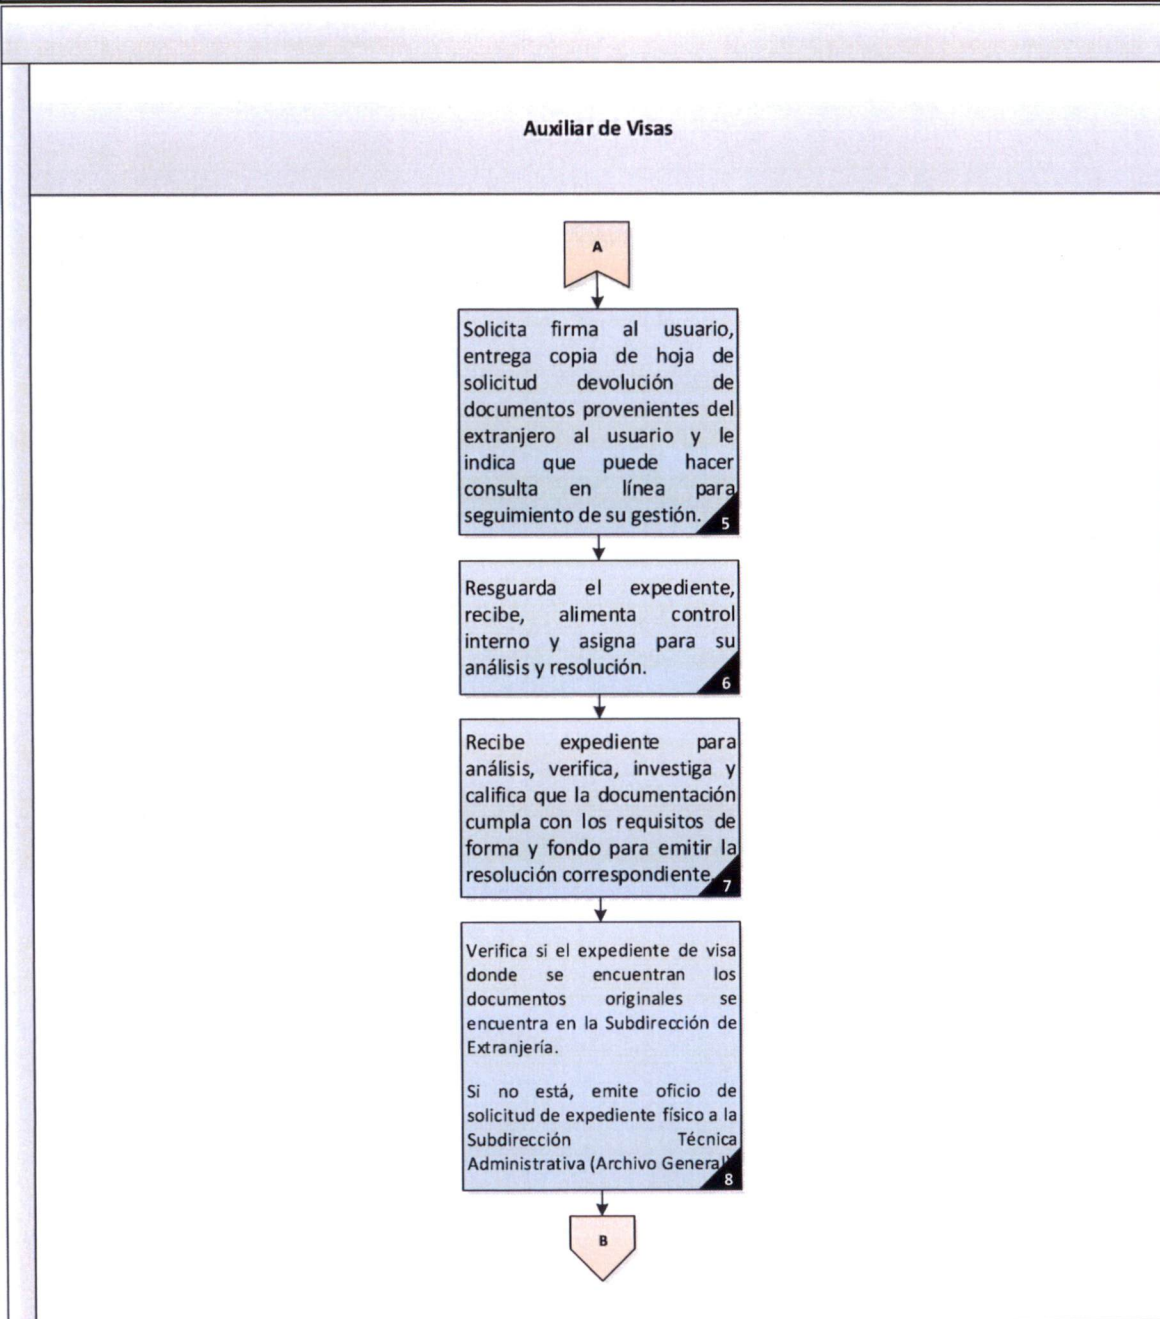 Auxiliar de Visas
A
Solicita firma al usuario,
entrega copia de hoja de
solicitud devolución de
documentos provenientes del
extranjero al usuario y le
indica que puede hacer
consulta en línea para
seguimiento de su gestión.
5
Resguarda el expediente,
recibe, alimenta control
interno y asigna para su
análisis y resolución.
6
Recibe expediente para
análisis, verifica, investiga y
califica que la documentación
cumpla con los requisitos de
forma y fondo para emitir la
resolución correspondiente.
7
Verifica si el expediente de visa
donde se encuentran los
documentos originales se
encuentra en la Subdirección de
Extranjería.
Si no está, emite oficio de
solicitud de expediente físico a la
Subdirección Técnica
Administrativa (Archivo General)
8
B